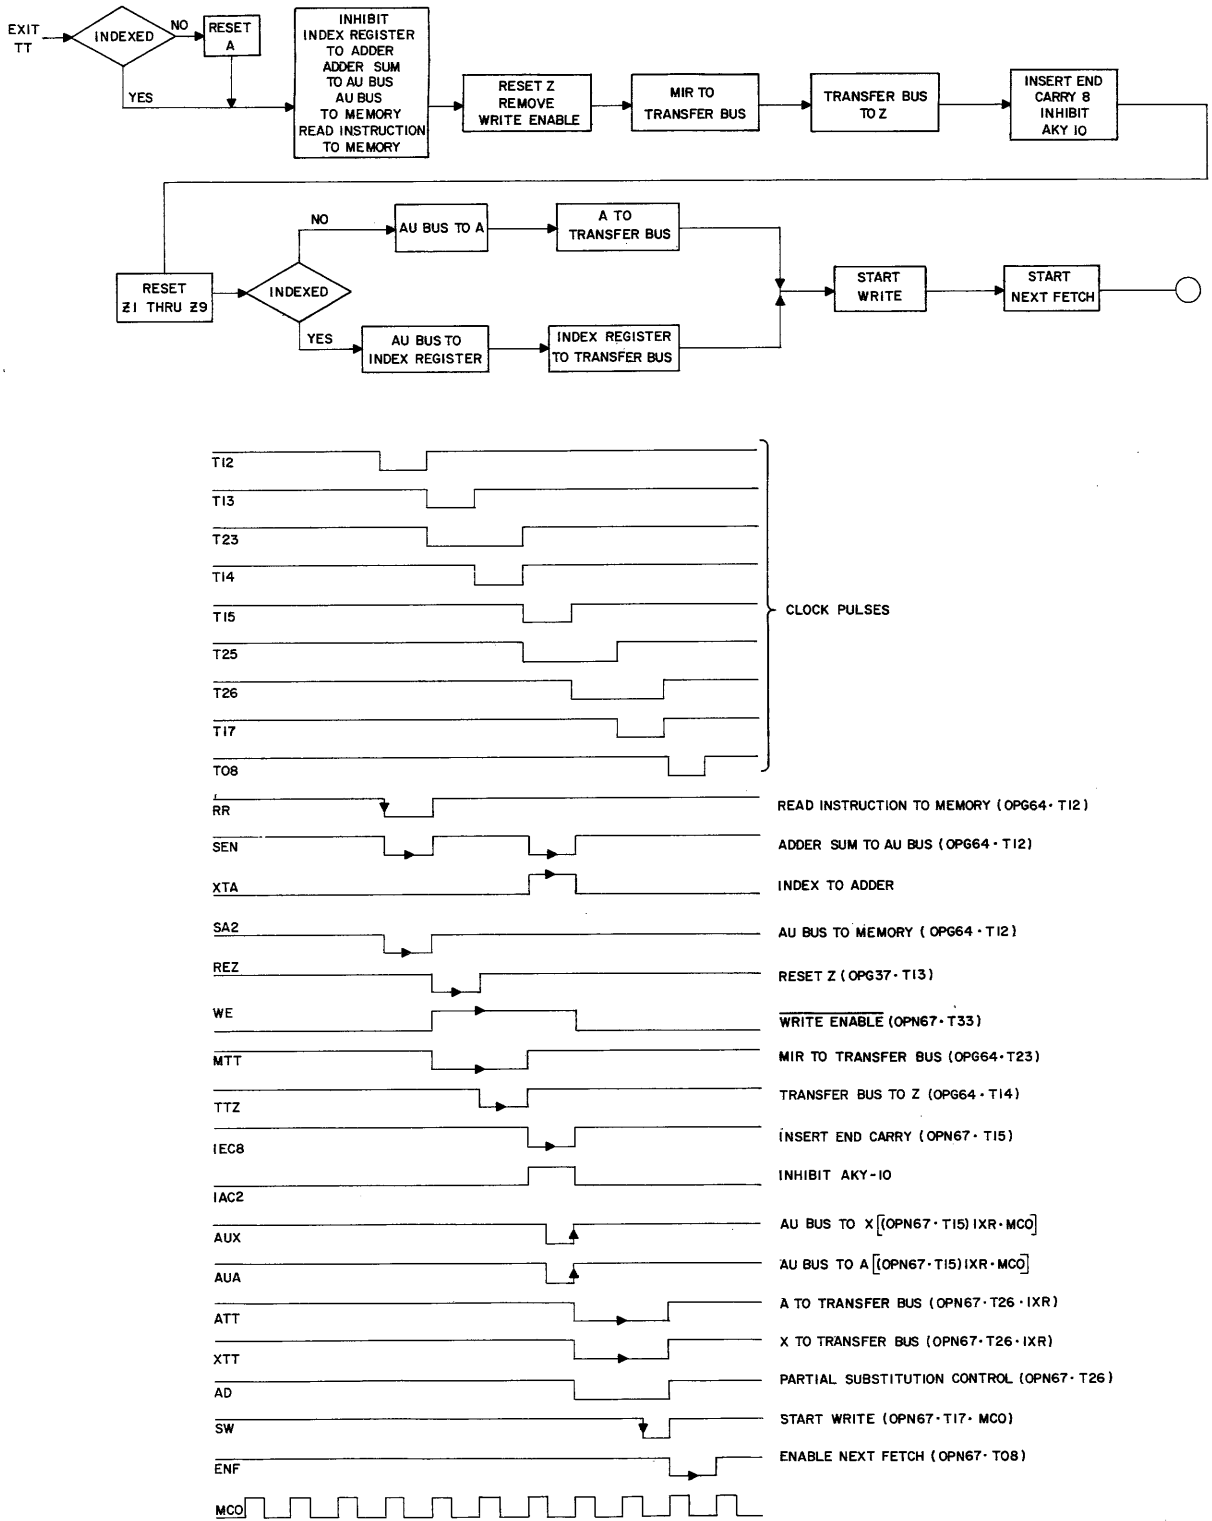 EXIT
TT
INDEXED
NO
RESET
A
YES
INHIBIT
INDEX REGISTER
TO ADDER
ADDER SUM
TO AU BUS
AU BUS
TO MEMORY
READ INSTRUCTION
TO MEMORY
RESET Z
REMOVE
WRITE ENABLE
MIR TO
TRANSFER BUS
TRANSFER BUS
TO Z
INSERT END
CARRY 8
INHIBIT
AKY 10
RESET
Z1 THRU Z9
INDEXED
NO
AU BUS TO A
A TO
TRANSFER BUS
YES
AU BUS TO
INDEX REGISTER
INDEX REGISTER
TO TRANSFER BUS
START
WRITE
START
NEXT FETCH
T12
T13
T23
T14
T15
T25
T26
T17
T08
CLOCK PULSES
RR
READ INSTRUCTION TO MEMORY (OPG64 · T12)
SEN
ADDER SUM TO AU BUS (OPG64 · T12)
XTA
INDEX TO ADDER
SA2
AU BUS TO MEMORY ( OPG64 · T12)
REZ
RESET Z (OPG37 · T13)
WE
WRITE ENABLE (OPN67 · T33)
MTT
MIR TO TRANSFER BUS (OPG64 · T23)
TTZ
TRANSFER BUS TO Z (OPG64 · T14)
IEC8
INSERT END CARRY (OPN67 · T15)
IAC2
INHIBIT AKY-10
AUX
AU BUS TO X [(OPN67 · T15) IXR · MCO]
AUA
AU BUS TO A [(OPN67 · T15) IXR · MCO]
ATT
A TO TRANSFER BUS (OPN67 · T26 · IXR)
XTT
X TO TRANSFER BUS (OPN67 · T26 · IXR)
AD
PARTIAL SUBSTITUTION CONTROL (OPN67 · T26)
SW
START WRITE (OPN67 · T17 · MCO)
ENF
ENABLE NEXT FETCH (OPN67 · T08)
MCO